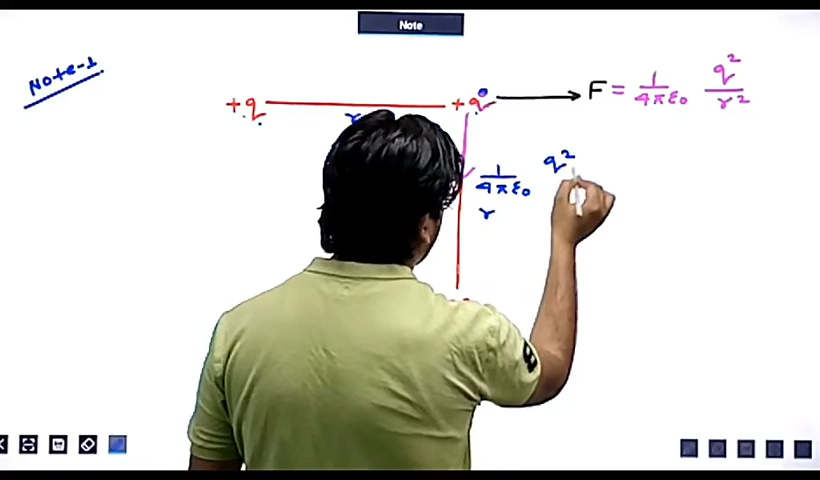 Note
Note-1
+q r +q F = 1/4πε₀ q²/r²
1/4πε₀ q²
r